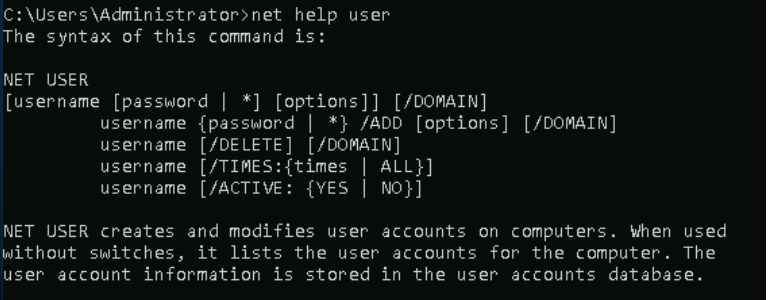 C:\Users\Administrator>net help user
The syntax of this command is:
NET USER
[username [password | *] [options]] [/DOMAIN]
username {password | *} /ADD [options] [/DOMAIN]
username [/DELETE] [/DOMAIN]
username [/TIMES:{times | ALL}]
username [/ACTIVE: {YES | NO}]
NET USER creates and modifies user accounts on computers. When used
without switches, it lists the user accounts for the computer. The
user account information is stored in the user accounts database.